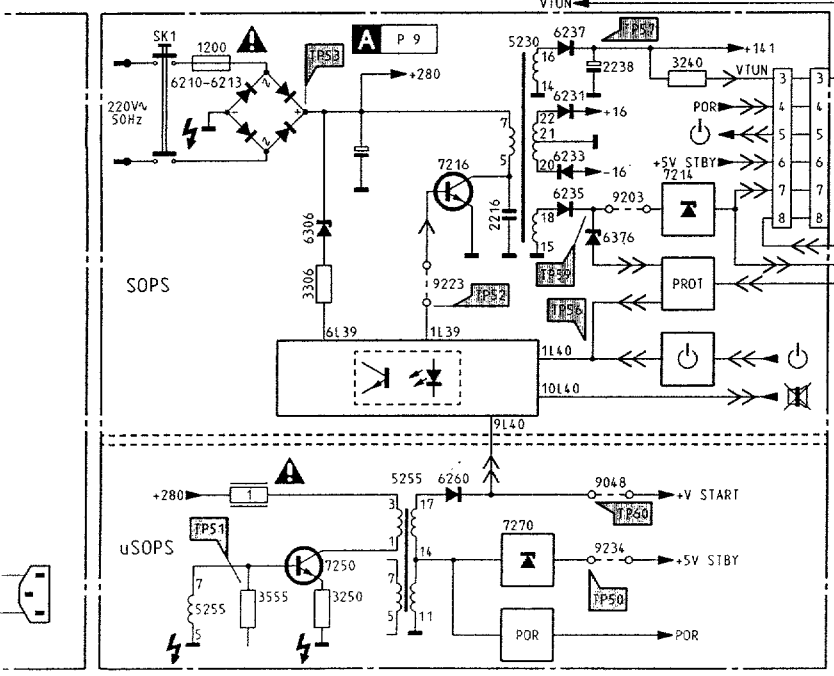 VTUN
SK1
1200
6210-6213
220V~
50Hz
TP53
A P 9
+280
5230
6237
TP57
2238
+141
3240
VTUN
3
3
POR
4
4
5
5
+5V STBY
6
6
7
7
8
8
16
14
6231
+16
22
21
20
6233
-16
7214
7
5
7216
2216
6235
18
15
9203
6376
TP59
6306
3306
9223
TP52
SOPS
PROT
TP56
6L39
1L39
1L40
10L40
9L40
+280
1
5255
6260
9048
+V START
TP60
3
17
1
14
TP51
uSOPS
7250
7270
9234
+5V STBY
TP50
7
5255
5
3555
3250
7
5
11
POR
POR